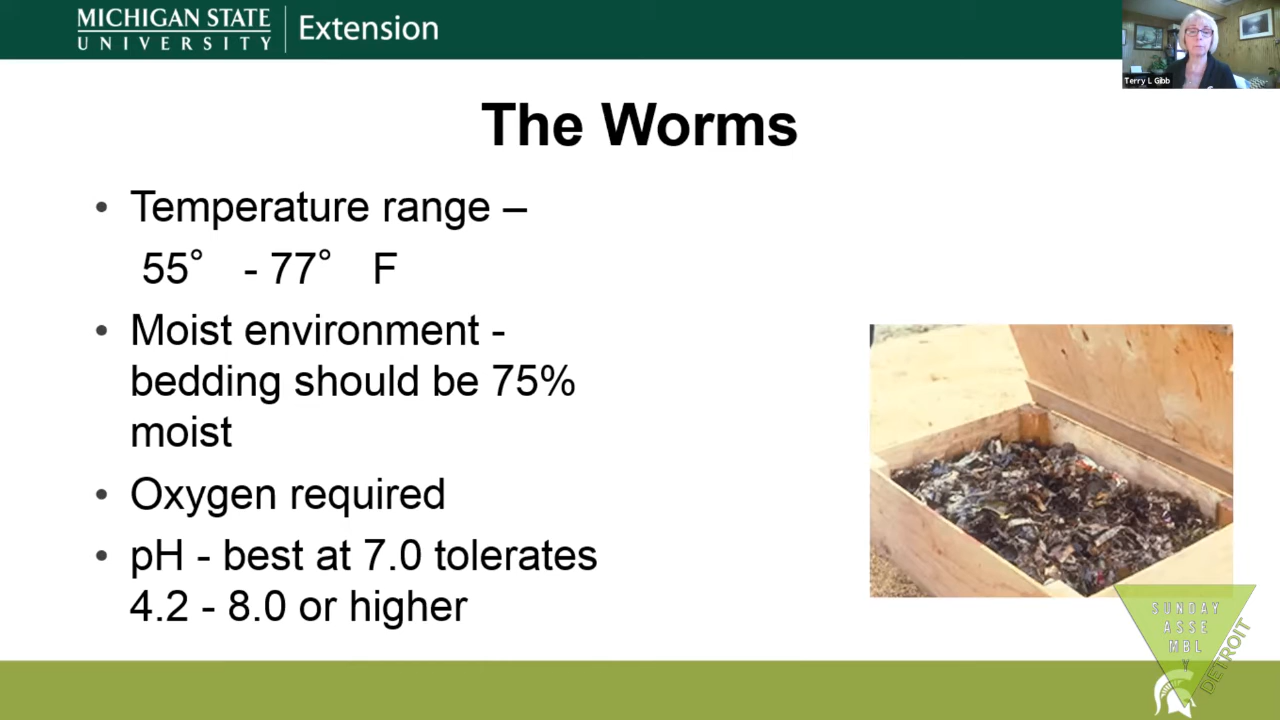 MICHIGAN STATE
UNIVERSITY
Extension
Terry L Gibb
The Worms
• Temperature range –
55° - 77° F
• Moist environment -
bedding should be 75%
moist
• Oxygen required
• pH - best at 7.0 tolerates
4.2 - 8.0 or higher
SUNDAY
ASSE
MBL
Y
DETROIT